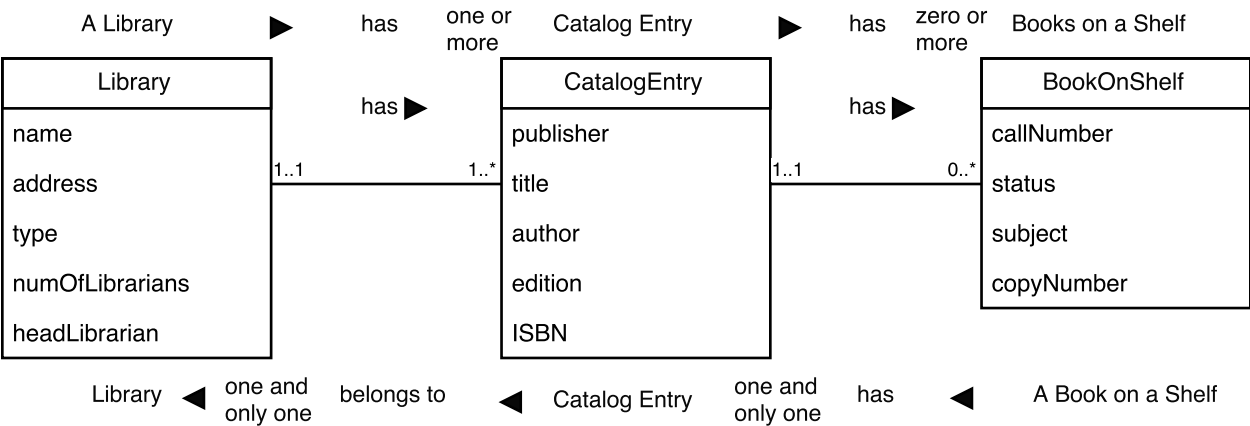 A Library has one or more Catalog Entry has zero or more Books on a Shelf
Library
name
address
type
numOfLibrarians
headLibrarian
has
1..1
1..*
CatalogEntry
publisher
title
author
edition
ISBN
has
1..1
0..*
BookOnShelf
callNumber
status
subject
copyNumber
Library one and only one belongs to Catalog Entry one and only one has A Book on a Shelf